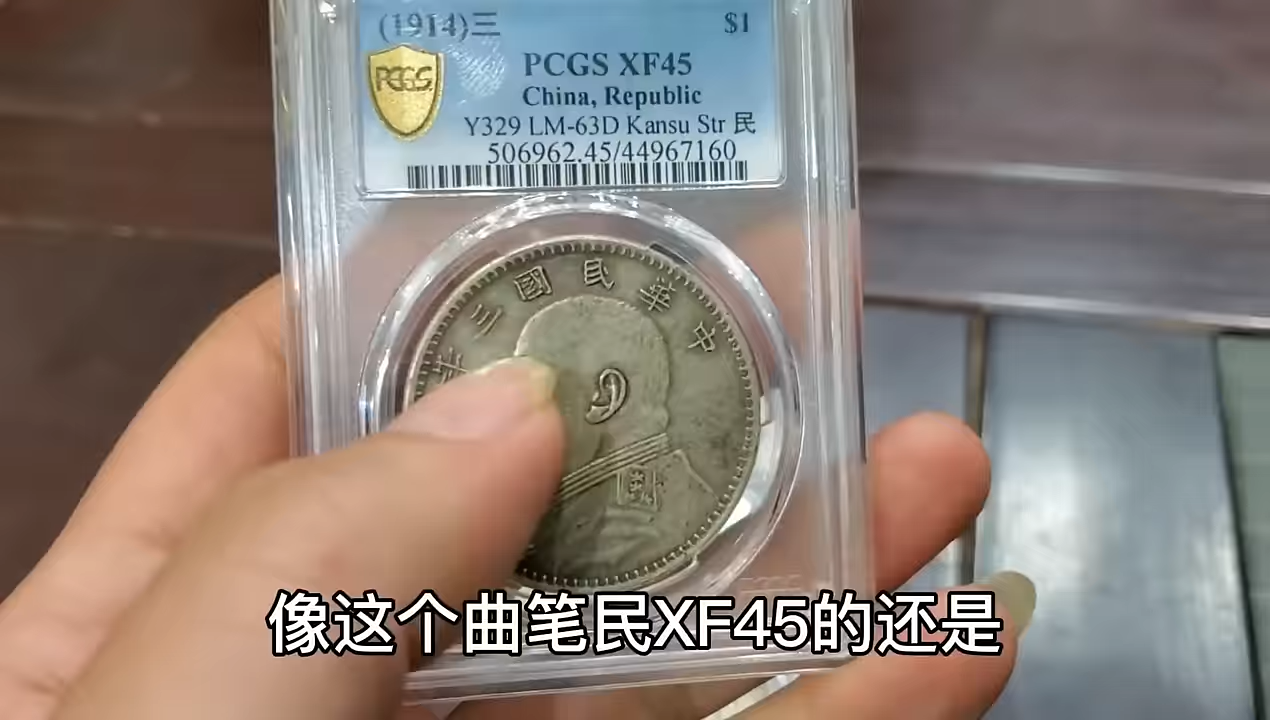 (1914)三 $1
PCGS
PCGS XF45
China, Republic
Y329 LM-63D Kansu Str 民
506962.45/44967160
中華民國三年
像这个曲笔民XF45的还是